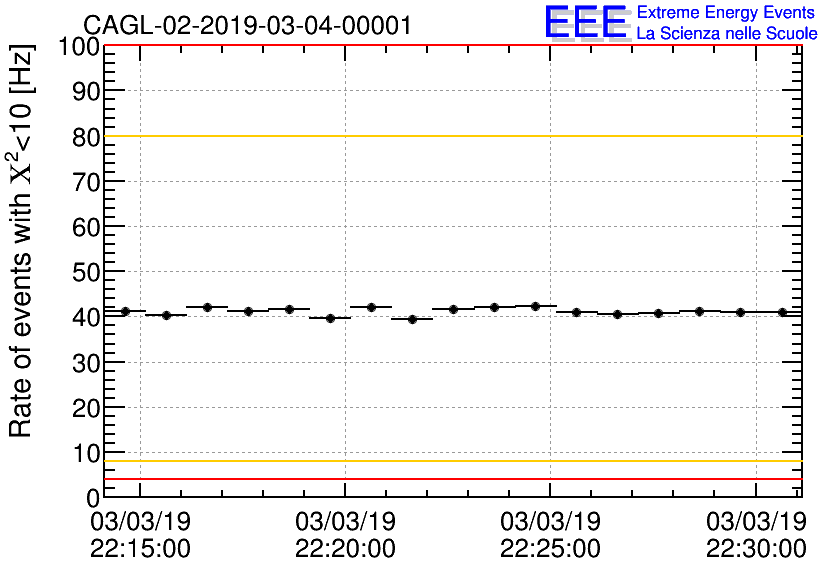 CAGL-02-2019-03-04-00001
EEE Extreme Energy Events
La Scienza nelle Scuole
Rate of events with X²<10 [Hz]
100
90
80
70
60
50
40
30
20
10
0
03/03/19 03/03/19 03/03/19 03/03/19
22:15:00 22:20:00 22:25:00 22:30:00